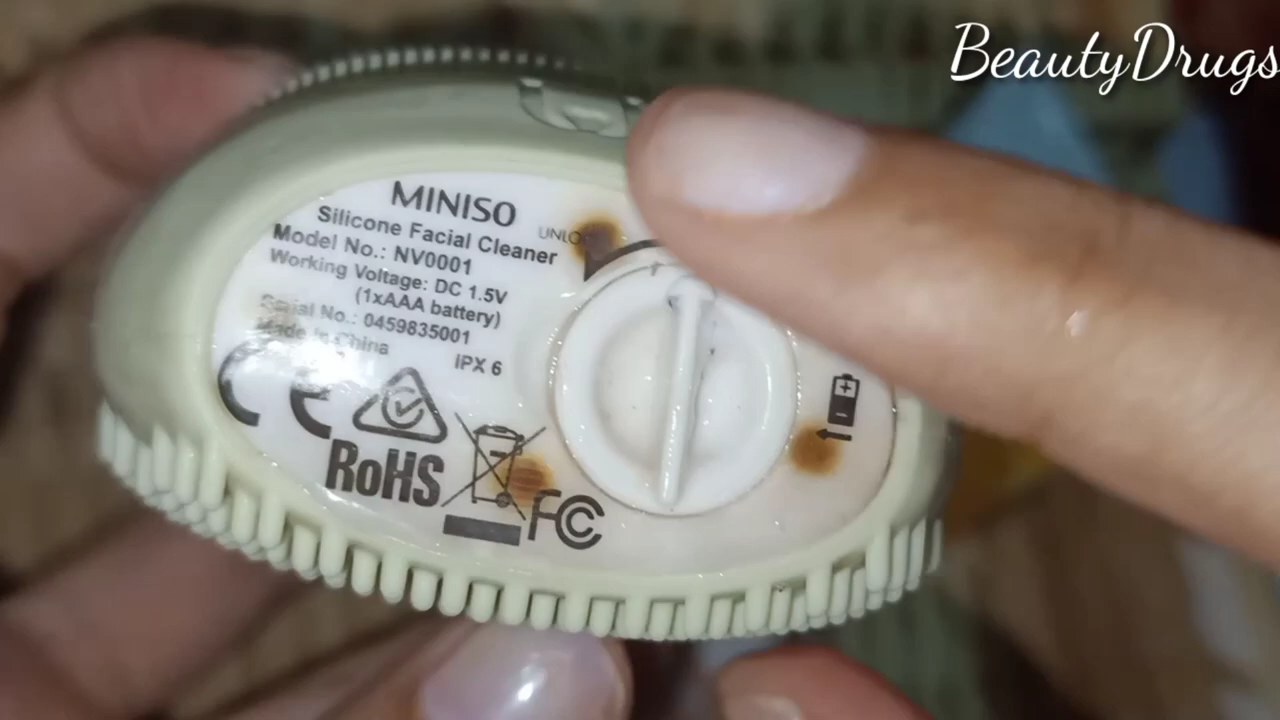 BeautyDrugs
MINISO
Silicone Facial Cleaner
UNLO
Model No.: NV0001
Working Voltage: DC 1.5V
(1xAAA battery)
Serial No.: 0459835001
Made in China
IPX 6
CE
RoHS
FC